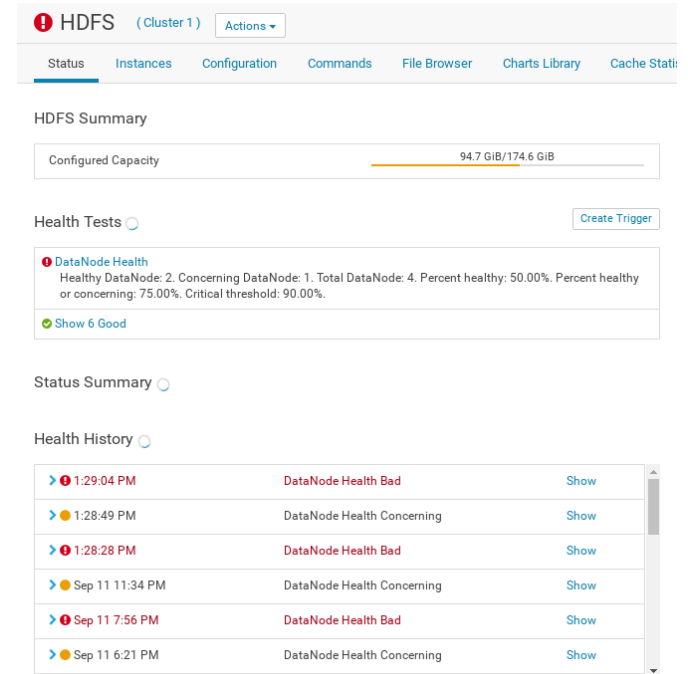 HDFS (Cluster 1) Actions
Status Instances Configuration Commands File Browser Charts Library Cache Statis
HDFS Summary
Configured Capacity 94.7 GiB/174.6 GiB
Health Tests Create Trigger
DataNode Health
Healthy DataNode: 2. Concerning DataNode: 1. Total DataNode: 4. Percent healthy: 50.00%. Percent healthy
or concerning: 75.00%. Critical threshold: 90.00%.
Show 6 Good
Status Summary
Health History
1:29:04 PM DataNode Health Bad Show
1:28:49 PM DataNode Health Concerning Show
1:28:28 PM DataNode Health Bad Show
Sep 11 11:34 PM DataNode Health Concerning Show
Sep 11 7:56 PM DataNode Health Bad Show
Sep 11 6:21 PM DataNode Health Concerning Show